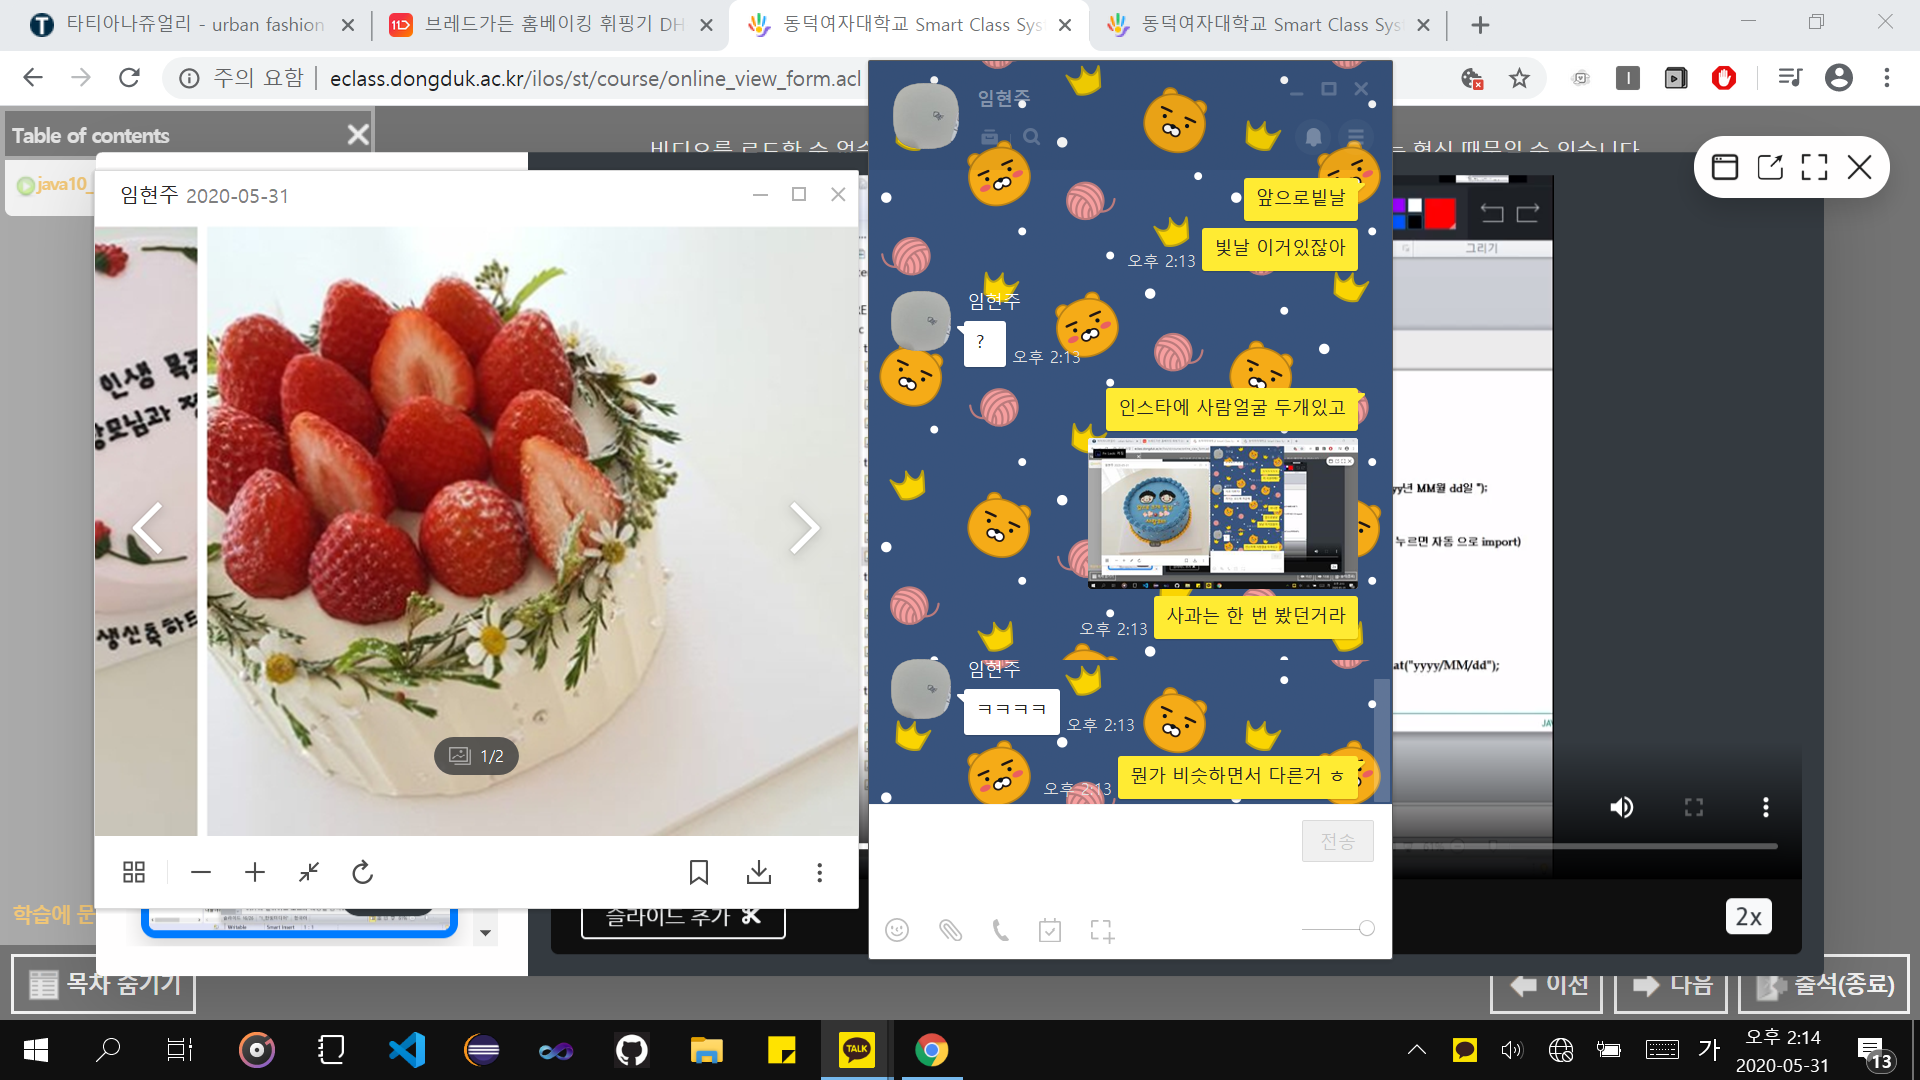 타티아나쥬얼리 - urban fashion
브레드가든 홈베이킹 휘핑기 DH
동덕여자대학교 Smart Class Sys
동덕여자대학교 Smart Class Sys
주의 요함
eclass.dongduk.ac.kr/ilos/st/course/online_view_form.acl
Table of contents
java10_
임현주 2020-05-31
인생
생신축하드
1/2
임현주
앞으로빌날
빛날 이거있잖아
오후 2:13
임현주
?
오후 2:13
인스타에 사람얼굴 두개있고
사과는 한 번 봤던거라
오후 2:13
임현주
ㅋㅋㅋㅋ
오후 2:13
뭔가 비슷하면서 다른거 ㅎ
오후 2:13
전송
그리기
yy년 MM월 dd일 ");
누르면 자동 으로 import)
at("yyyy/MM/dd");
JAV
2x
학습에 문
슬라이드 추가
목차 숨기기
이전
다음
출석(종료)
TALK
가
오후 2:14
2020-05-31
13